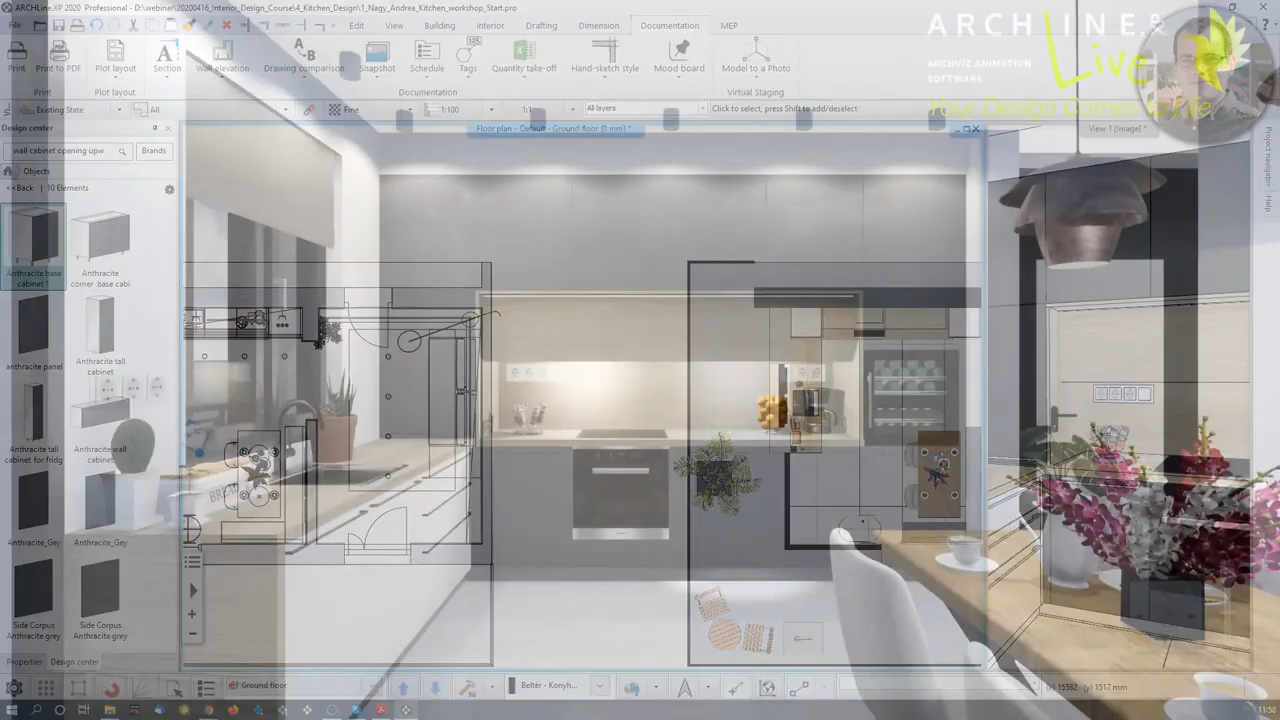 ARCHLine.XP 2020 Professional - D:\webinar\20200416_Interior_Design_Course\4_Kitchen_Design\1_Nagy_Andrea_Kitchen_workshop_Start.pro
File
Edit View Building Interior Drafting Dimension Documentation MEP
Print Print to PDF Plot layout Section Wall elevation Drawing comparison Snapshot Schedule Tags Quantity take-off Hand-sketch style Mood board Model to a Photo
Print Plot layout Documentation Virtual Staging
ARCHLINE. &
Live
ARCHVIZ ANIMATION
SOFTWARE
Your Design Comes to Life
Existing State All Fine 1:100 All layers Click to select, press Shift to add/deselect
Design center
Floor plan - Default - Ground floor (0 mm) *
View 1 [Image] *
wall cabinet opening upw Brands
Objects
<<Back 10 Elements
Project navigator
Help
Anthracite base cabinet 1
Anthracite corner base cabi
anthracite panel
Anthracite tall cabinet
Anthracite tall cabinet for fridg
Anthracite wall cabinet
Anthracite_Gey
Anthracite_Gey
Side Corpus Anthracite grey
Side Corpus Anthracite.grey
Properties Design center
Ground floor
Beltér - Konyh...
(x) 15582 (y) 1517 mm
11:58